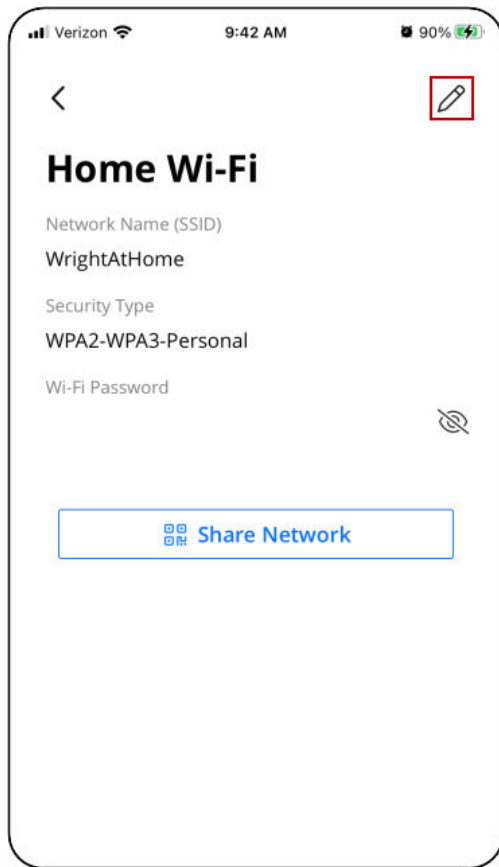 Verizon 9:42 AM 90%
Home Wi-Fi
Network Name (SSID)
WrightAtHome
Security Type
WPA2-WPA3-Personal
Wi-Fi Password
Share Network